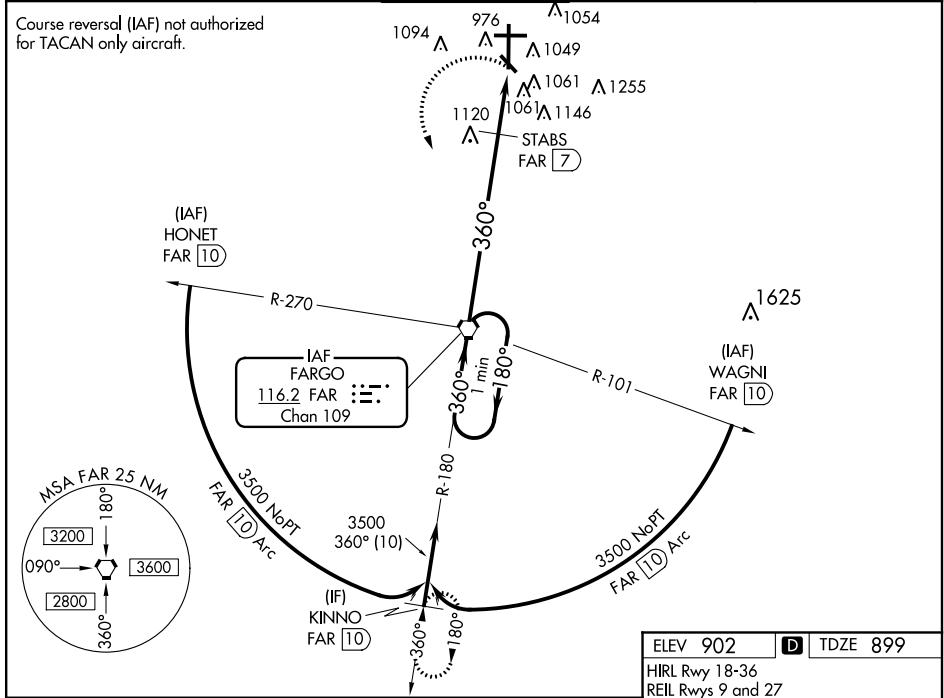 Course reversal (IAF) not authorized
for TACAN only aircraft.
1054
976
1094
1049
1061
1255
1061
1146
1120
STABS
FAR 7
360°
(IAF)
HONET
FAR 10
R-270
1625
(IAF)
WAGNI
FAR 10
IAF
FARGO
116.2 FAR
Chan 109
360°
1 min
180°
R-101
R-180
3500 NoPT
FAR 10 Arc
3500
360° (10)
3500 NoPT
FAR 10 Arc
MSA FAR 25 NM
180°
3200
090°
3600
2800
360°
(IF)
KINNO
FAR 10
360°
180°
ELEV 902
D
TDZE 899
HIRL Rwy 18-36
REIL Rwys 9 and 27